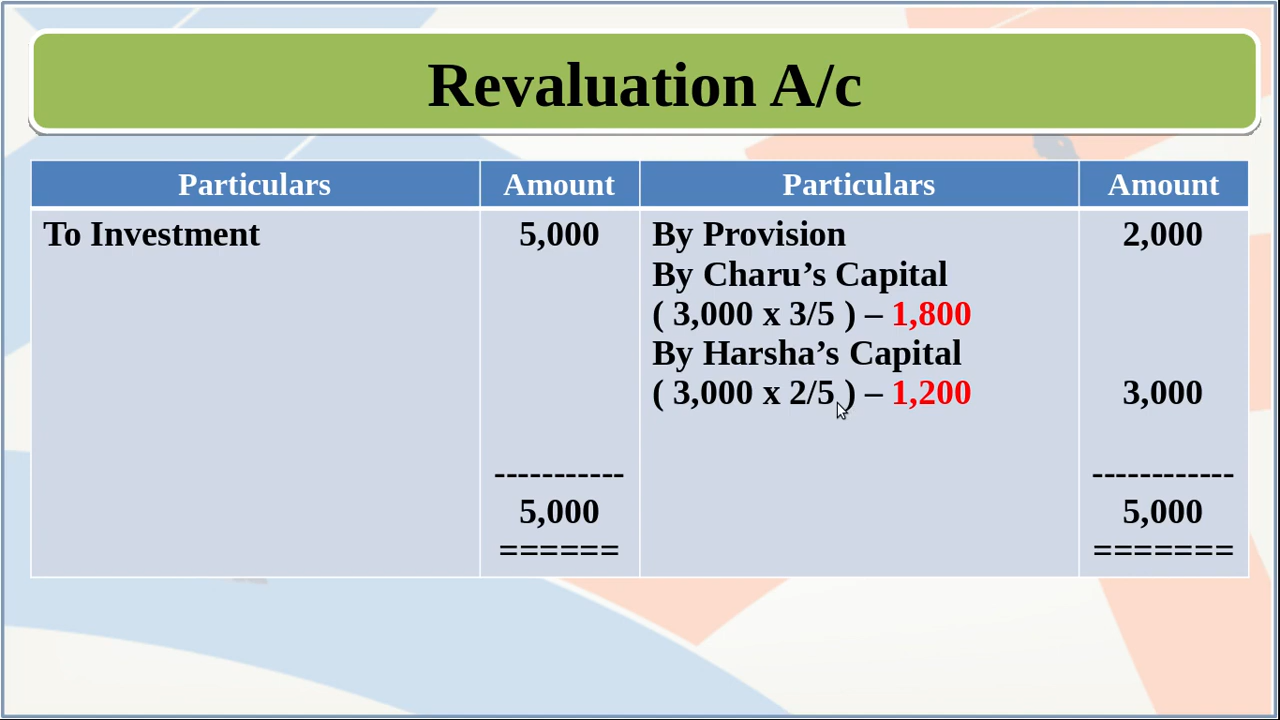 Revaluation A/c
Particulars Amount Particulars Amount
To Investment 5,000 By Provision 2,000
By Charu’s Capital
( 3,000 x 3/5 ) – 1,800
By Harsha’s Capital
( 3,000 x 2/5 ) – 1,200 3,000
----------- ------------
5,000 5,000
====== =======